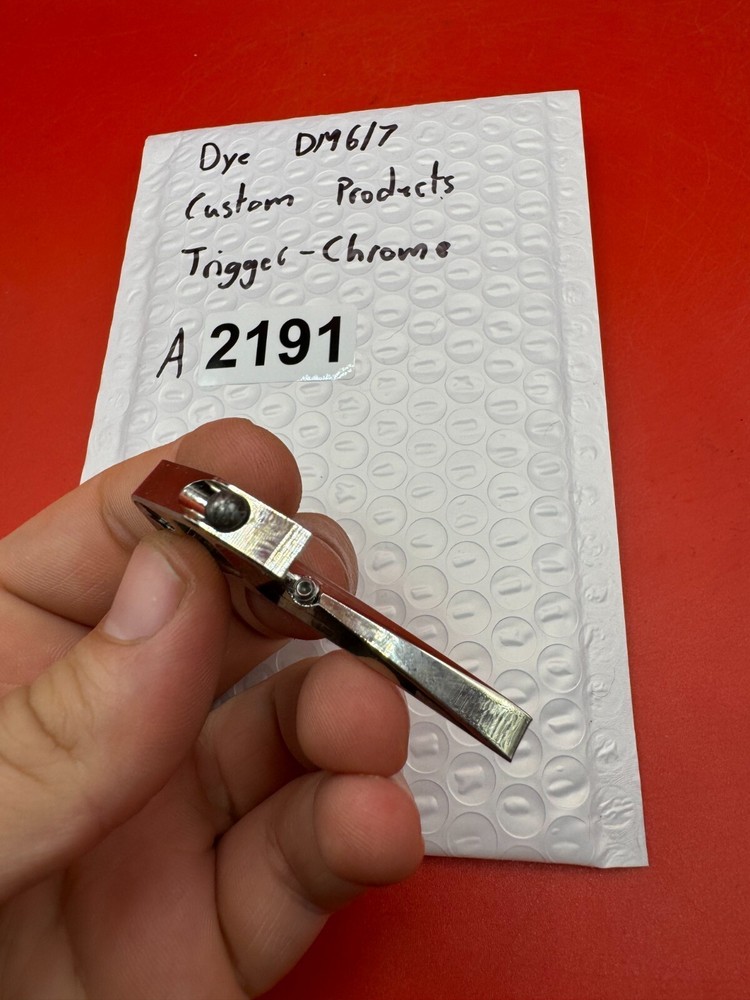 Dye DM6/7
Custom Products
Trigger-Chrome
A 2191